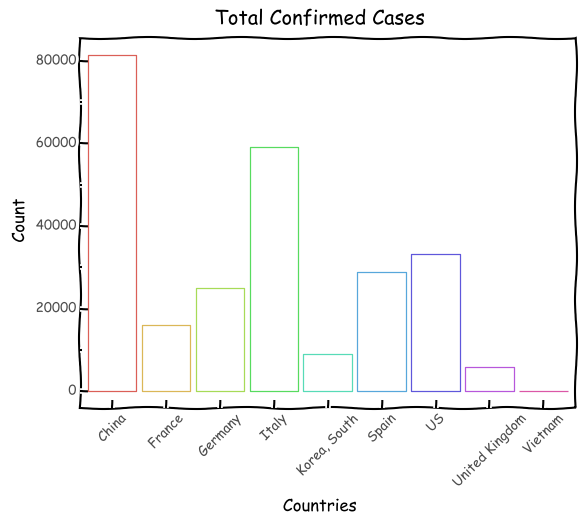 Total Confirmed Cases
80000
60000
40000
20000
0
Count
China
France
Germany
Italy
Korea, South
Spain
US
United Kingdom
Vietnam
Countries